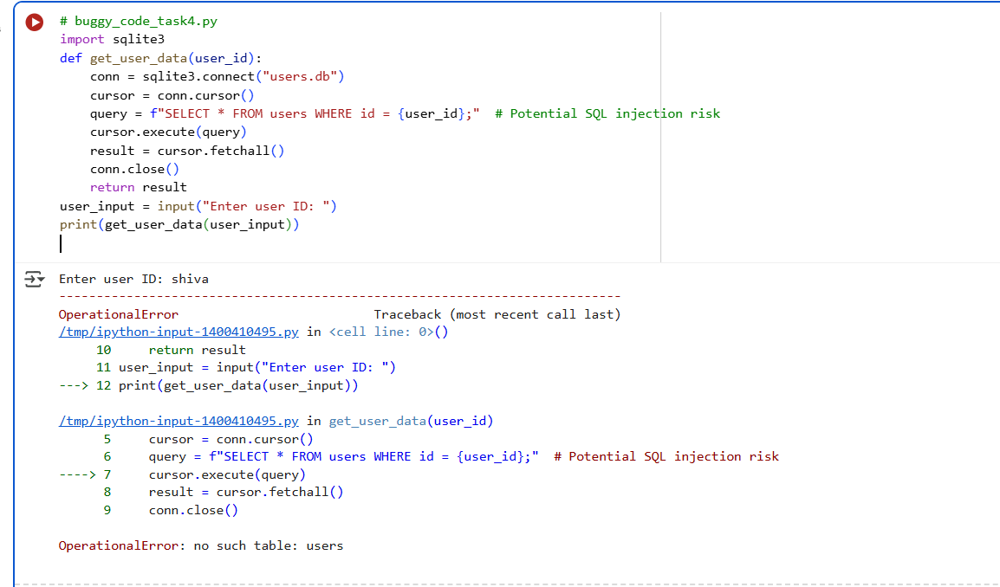 # buggy_code_task4.py
import sqlite3
def get_user_data(user_id):
    conn = sqlite3.connect("users.db")
    cursor = conn.cursor()
    query = f"SELECT * FROM users WHERE id = {user_id};"  # Potential SQL injection risk
    cursor.execute(query)
    result = cursor.fetchall()
    conn.close()
    return result
user_input = input("Enter user ID: ")
print(get_user_data(user_input))
Enter user ID: shiva
---------------------------------------------------------------------------
OperationalError                          Traceback (most recent call last)
/tmp/ipython-input-1400410495.py in <cell line: 0>()
     10     return result
     11 user_input = input("Enter user ID: ")
---> 12 print(get_user_data(user_input))
/tmp/ipython-input-1400410495.py in get_user_data(user_id)
      5     cursor = conn.cursor()
      6     query = f"SELECT * FROM users WHERE id = {user_id};"  # Potential SQL injection risk
----> 7     cursor.execute(query)
      8     result = cursor.fetchall()
      9     conn.close()
OperationalError: no such table: users